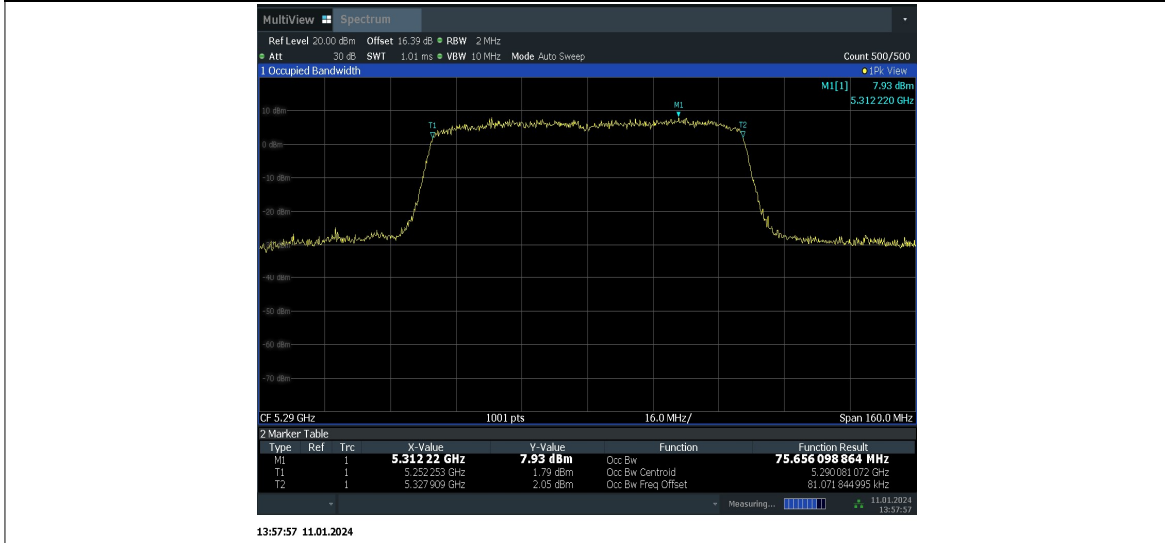 MultiView Spectrum
Ref Level 20.00 dBm Offset 16.39 dB RBW 2 MHz
Att 30 dB SWT 1.01 ms VBW 10 MHz Mode Auto Sweep Count 500/500
1 Occupied Bandwidth 1Pk View
M1[1] 7.93 dBm
5.312 220 GHz
M1
10 dBm
T1 T2
0 dBm
-10 dBm
-20 dBm
-40 dBm
-50 dBm
-60 dBm
-70 dBm
CF 5.29 GHz 1001 pts 16.0 MHz/ Span 160.0 MHz
2 Marker Table
Type Ref Trc X-Value Y-Value Function Function Result
M1 1 5.312 22 GHz 7.93 dBm Occ Bw 75.656 098 864 MHz
T1 1 5.252 253 GHz 1.79 dBm Occ Bw Centroid 5.290 081 072 GHz
T2 1 5.327 909 GHz 2.05 dBm Occ Bw Freq Offset 81.071 844 995 kHz
Measuring... 11.01.2024
13:57:57
13:57:57 11.01.2024